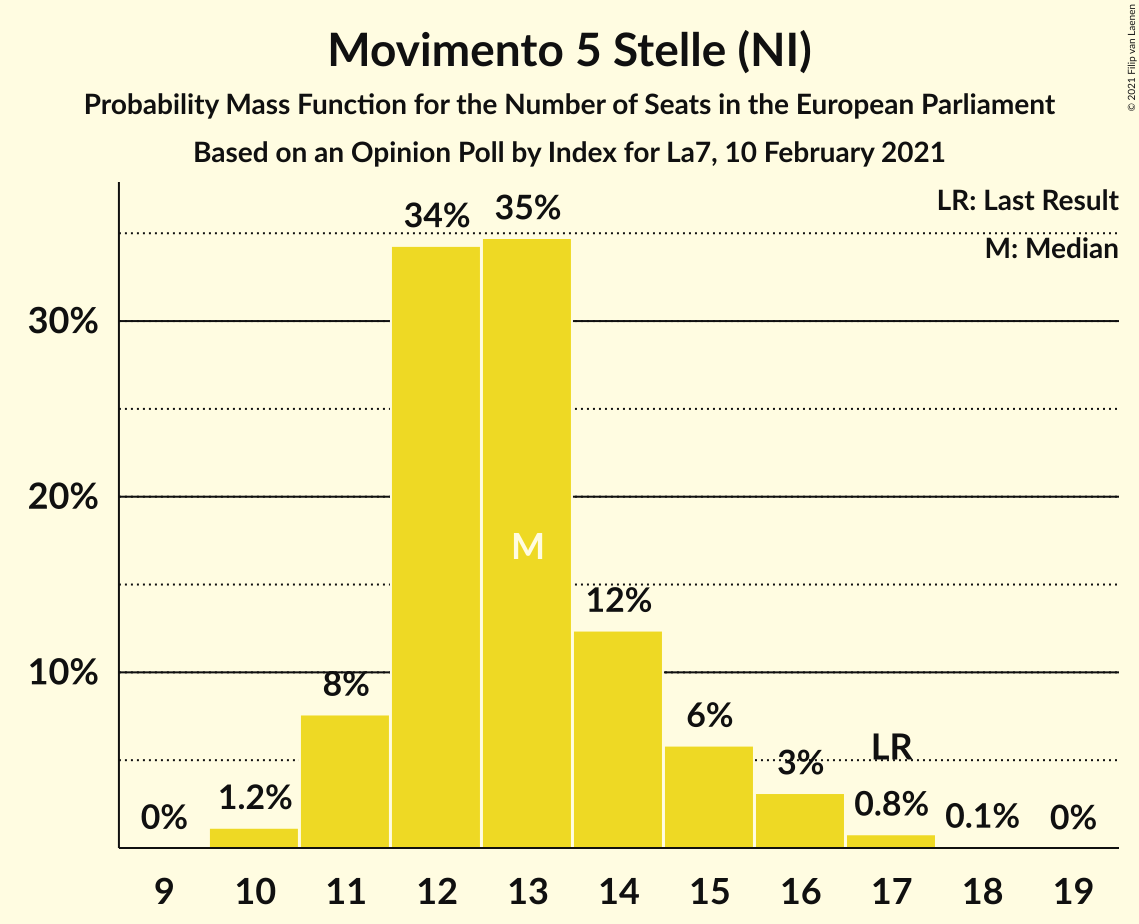 Movimento 5 Stelle (NI)
Probability Mass Function for the Number of Seats in the European Parliament
Based on an Opinion Poll by Index for La7, 10 February 2021
© 2021 Filip van Laenen
LR: Last Result
M: Median
30%
20%
10%
0%
1.2%
8%
34%
35%
M
12%
6%
3%
LR
0.8%
0.1%
0%
9 10 11 12 13 14 15 16 17 18 19